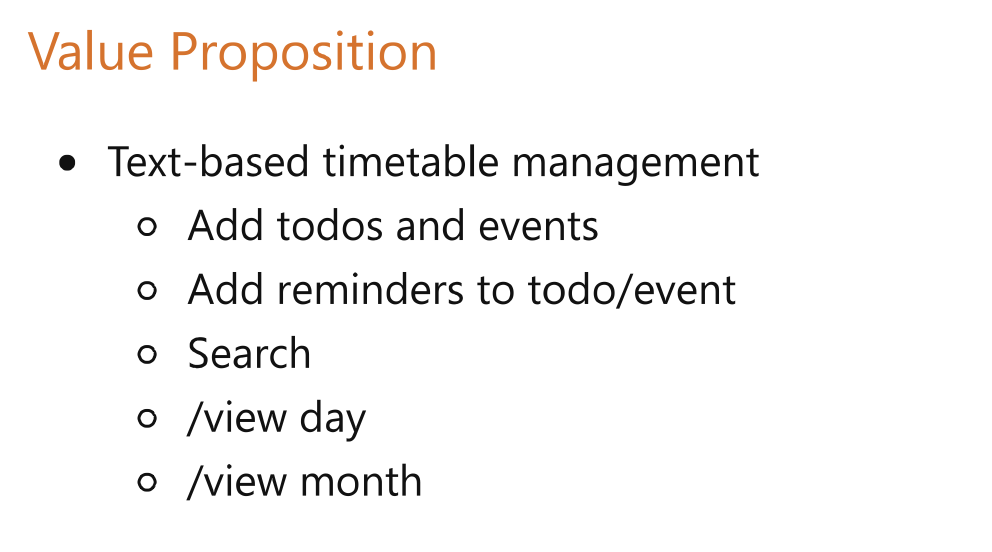 Value Proposition
● Text-based timetable management
○ Add todos and events
○ Add reminders to todo/event
○ Search
○ /view day
○ /view month